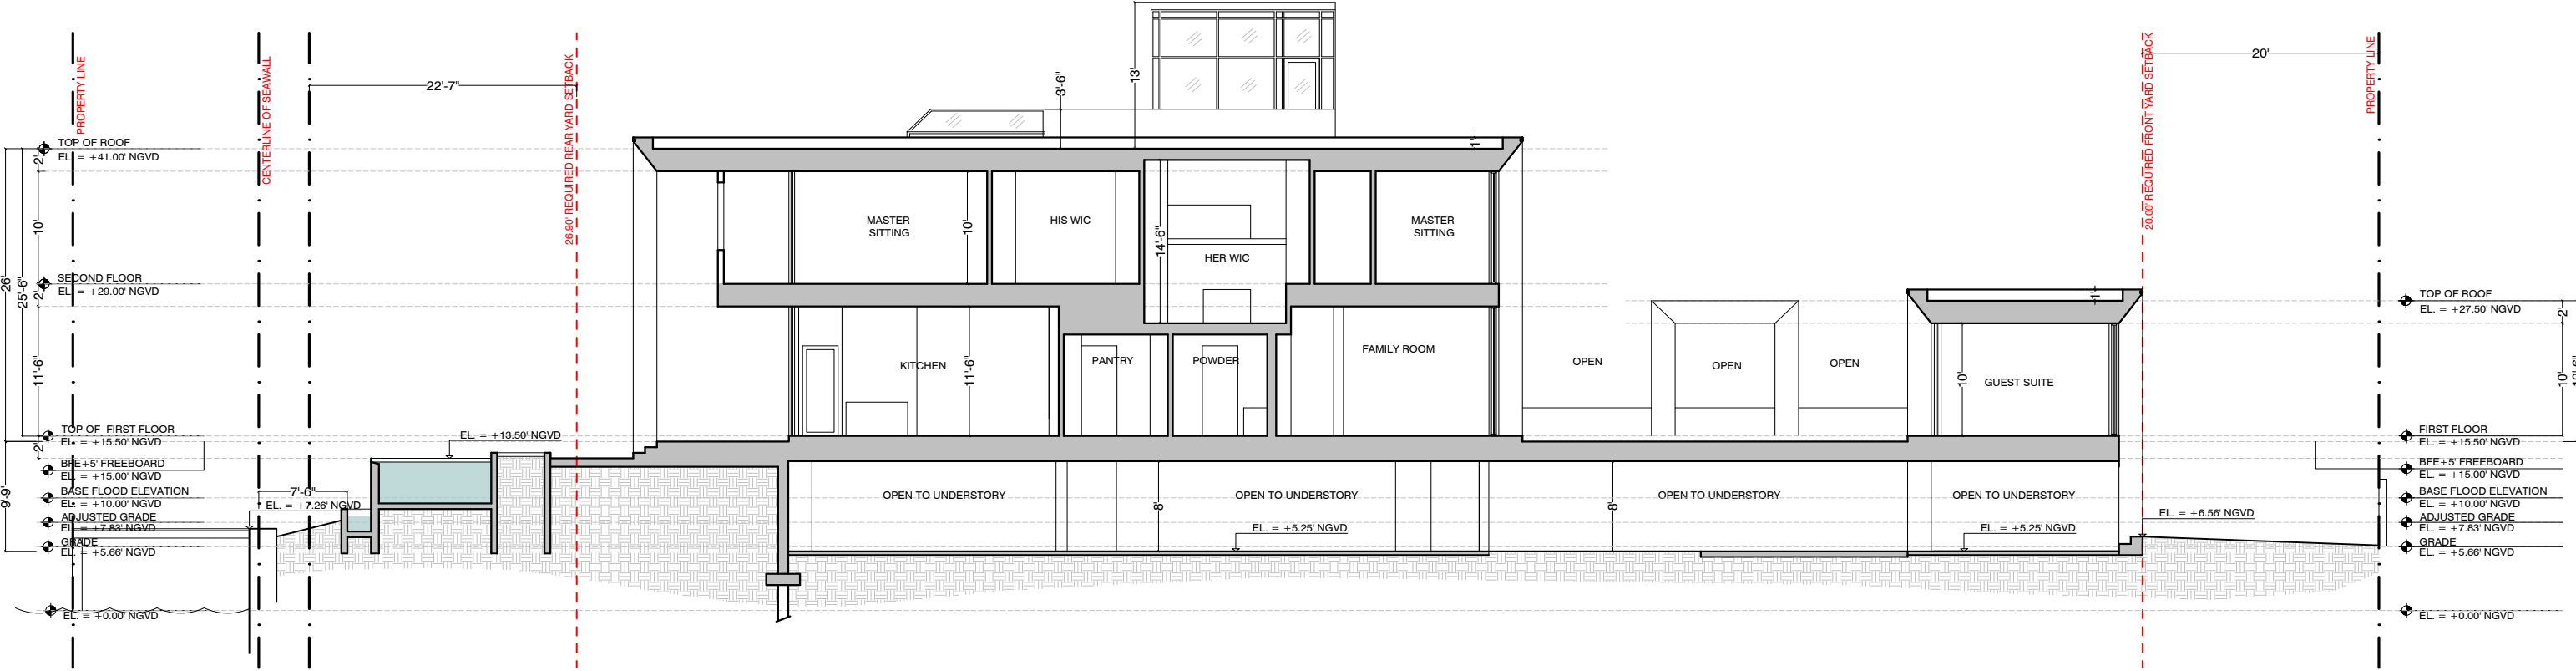 PROPERTY LINE
CENTERLINE OF SEAWALL
22'-7"
26.90' REQUIRED REAR YARD SETBACK
3'-6"
13'
20.00' REQUIRED FRONT YARD SETBACK
20'
PROPERTY LINE
TOP OF ROOF
EL. = +41.00' NGVD
2'
10'
SECOND FLOOR
EL. = +29.00' NGVD
2'
26'
25'-6"
11'-6"
TOP OF FIRST FLOOR
EL. = +15.50' NGVD
2'
BFE+5' FREEBOARD
EL. = +15.00' NGVD
BASE FLOOD ELEVATION
EL. = +10.00' NGVD
9'-9"
ADJUSTED GRADE
EL. = +7.83' NGVD
GRADE
EL. = +5.66' NGVD
EL. = +0.00' NGVD
7'-6"
EL. = +7.26' NGVD
EL. = +13.50' NGVD
1'
MASTER
SITTING
10'
HIS WIC
14'-6"
HER WIC
MASTER
SITTING
KITCHEN
11'-6"
PANTRY
POWDER
FAMILY ROOM
OPEN
OPEN
OPEN
1'
10'
GUEST SUITE
OPEN TO UNDERSTORY
8'
OPEN TO UNDERSTORY
EL. = +5.25' NGVD
8'
OPEN TO UNDERSTORY
OPEN TO UNDERSTORY
EL. = +5.25' NGVD
EL. = +6.56' NGVD
TOP OF ROOF
EL. = +27.50' NGVD
2'
10'
FIRST FLOOR
EL. = +15.50' NGVD
BFE+5' FREEBOARD
EL. = +15.00' NGVD
BASE FLOOD ELEVATION
EL. = +10.00' NGVD
ADJUSTED GRADE
EL. = +7.83' NGVD
GRADE
EL. = +5.66' NGVD
EL. = +0.00' NGVD